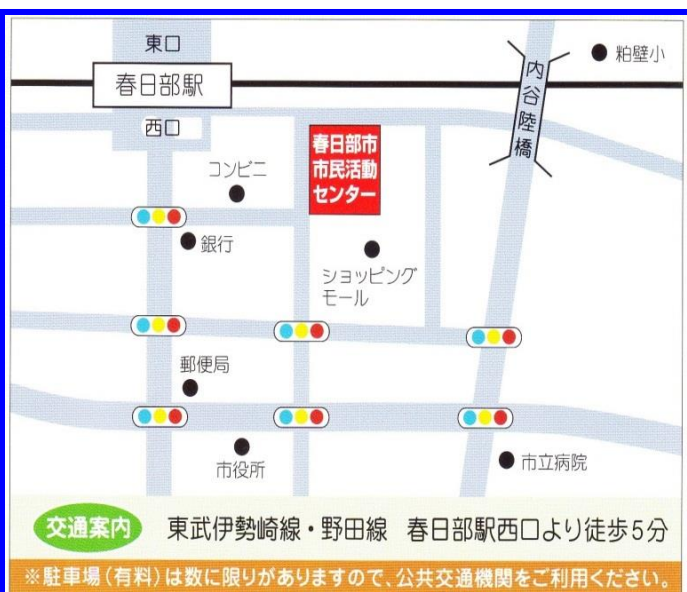 東口
春日部駅
西口
粕壁小
内谷陸橋
春日部市
市民活動
センター
コンビニ
銀行
ショッピング
モール
郵便局
市役所
市立病院
交通案内 東武伊勢崎線・野田線 春日部駅西口より徒歩5分
※駐車場(有料)は数に限りがありますので、公共交通機関をご利用ください。